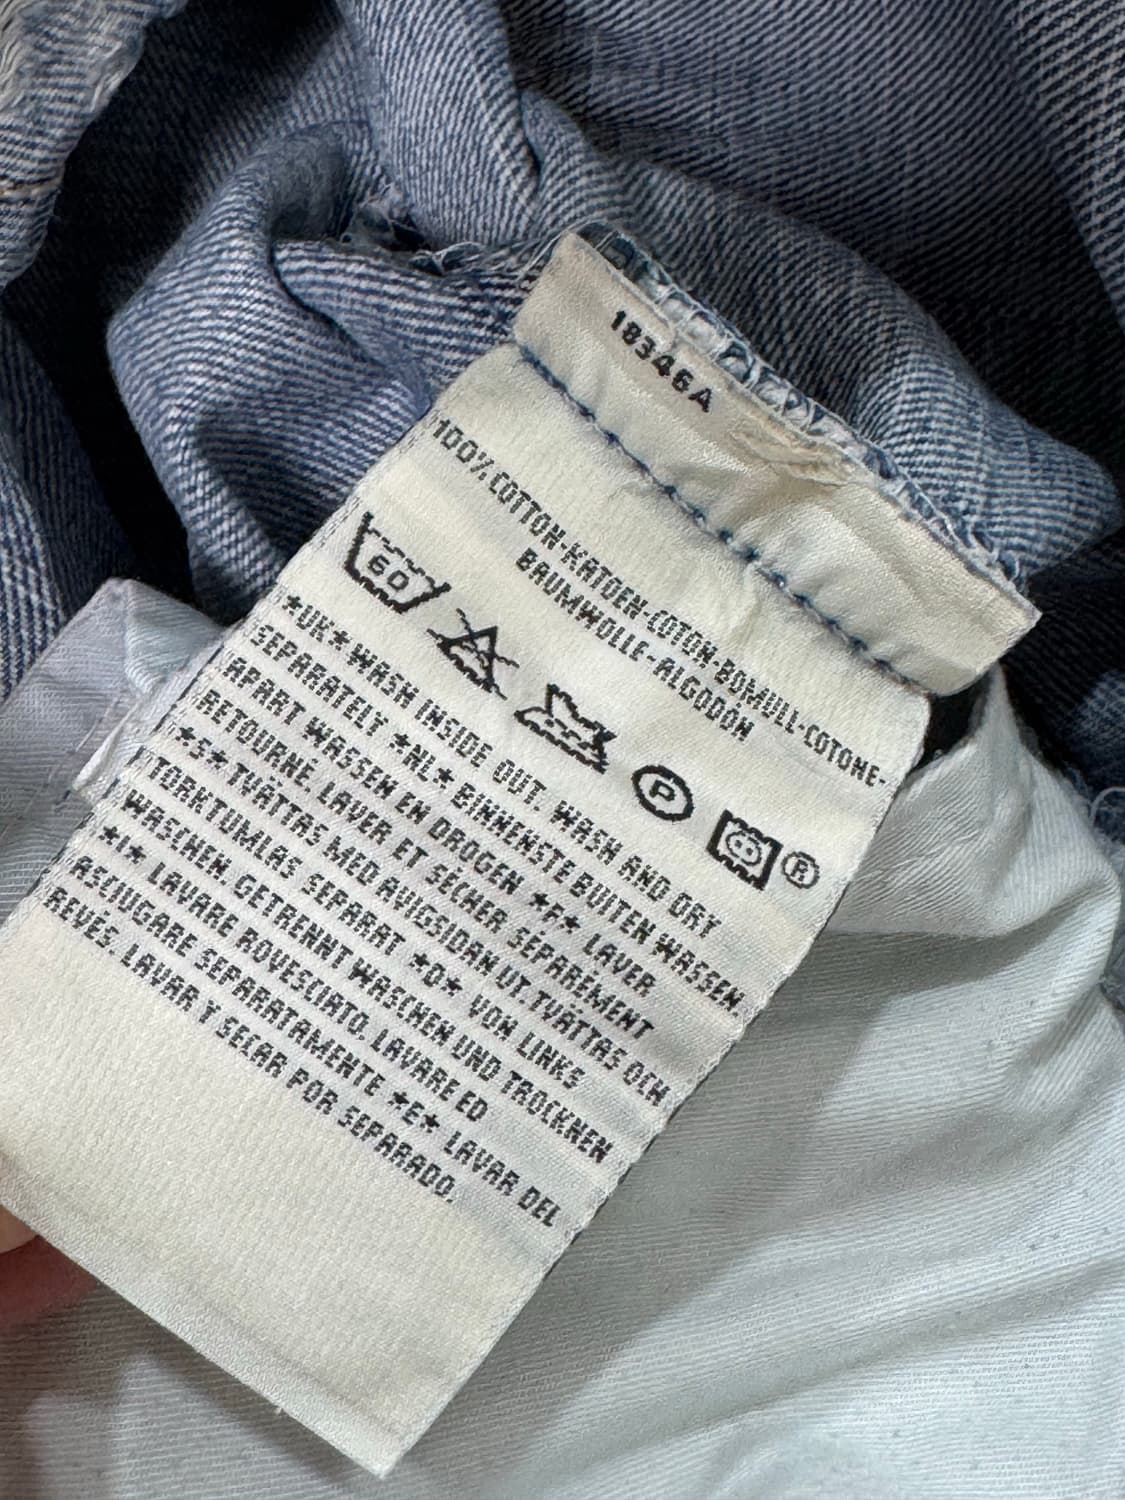 18346A
100% COTTON-KATOEN-COTON-BOMULL-COTONE-
BAUMWOLLE-ALGODÓN
60 P ®
*UK* WASH INSIDE OUT. WASH AND DRY
SEPARATELY *NL* BINNENSTE BUITEN WASSEN.
APART WASSEN EN DROGEN *F* LAVER
RETOURNÉ, LAVER ET SÉCHER SÉPARÉMENT
*S* TVÄTTAS MED AVIGSIDAN UT. TVÄTTAS OCH
TORKTUMLAS SEPARAT *D* VON LINKS
WASCHEN. GETRENNT WASCHEN UND TROCKNEN
*I* LAVARE ROVESCIATO, LAVARE ED
ASCIUGARE SEPARATAMENTE *E* LAVAR DEL
REVÉS. LAVAR Y SECAR POR SEPARADO.